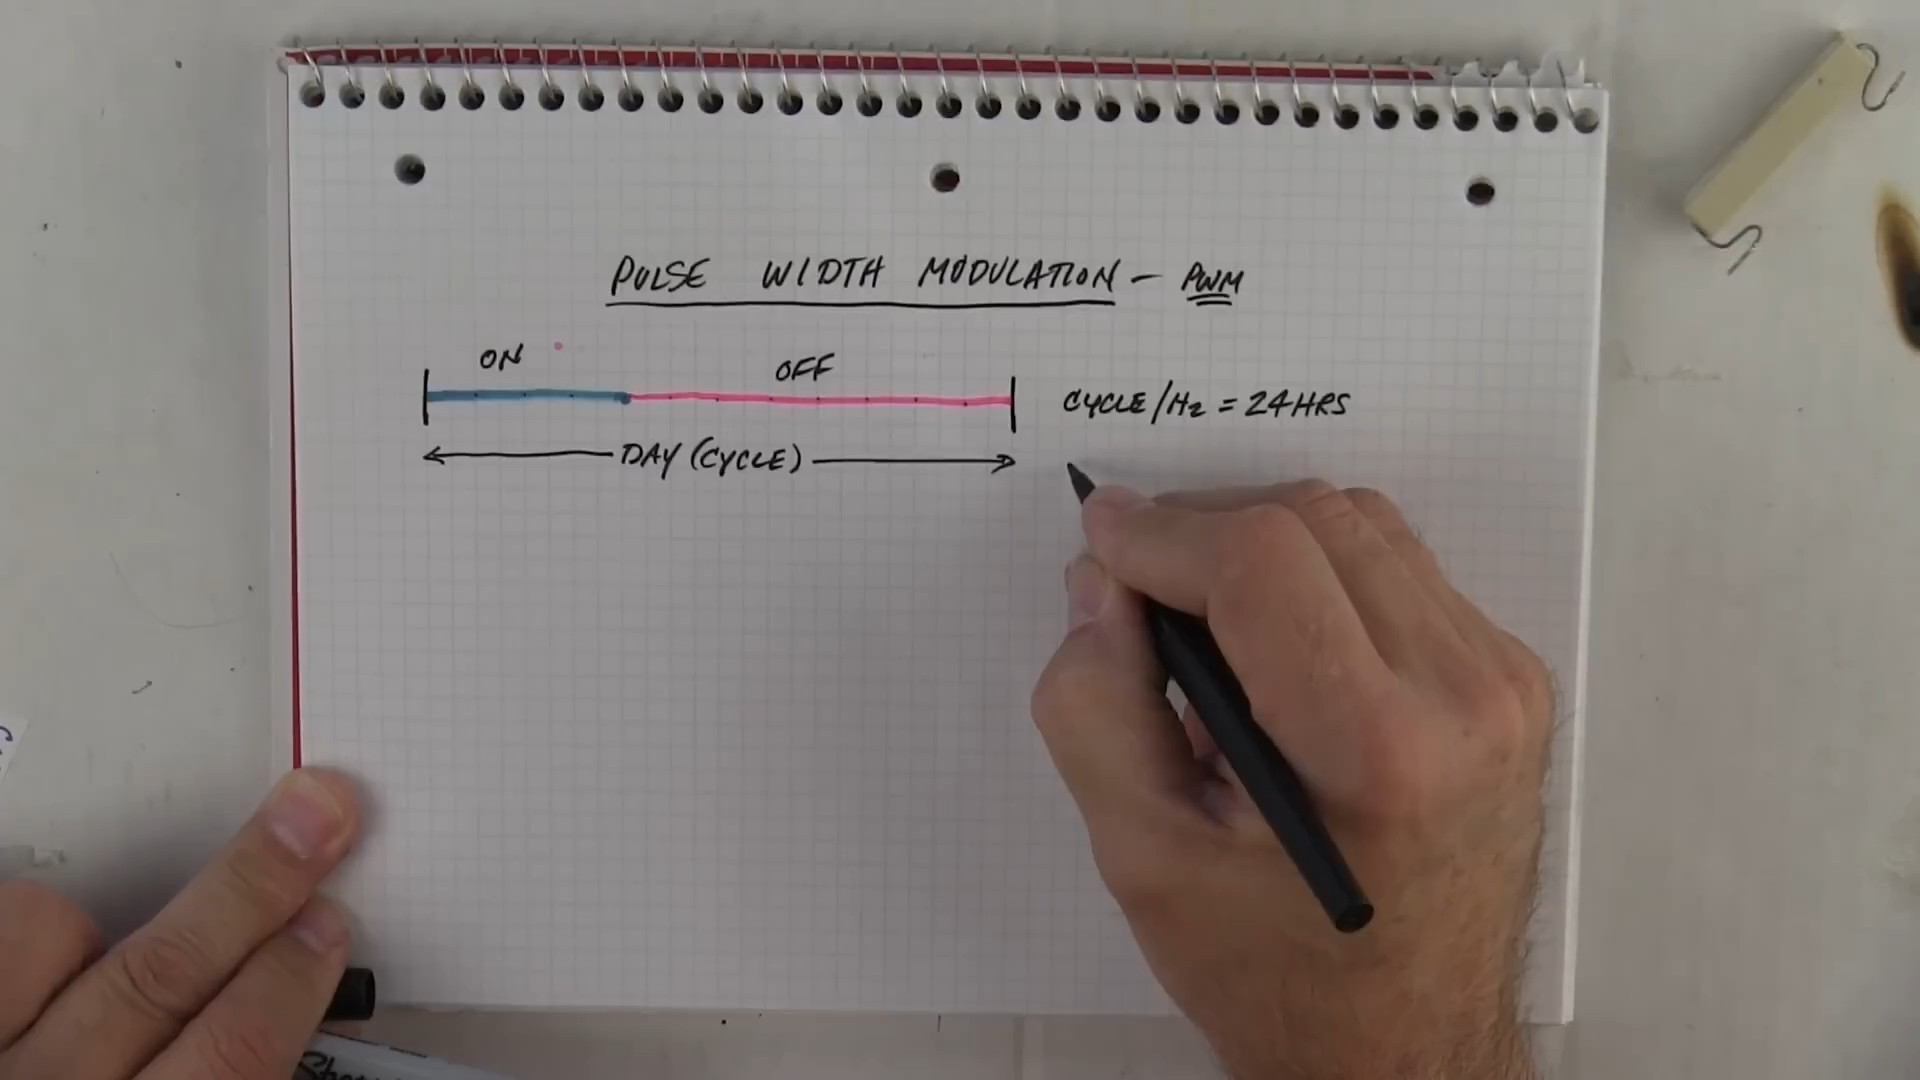 PULSE WIDTH MODULATION – PWM
ON OFF
CYCLE/HZ = 24HRS
DAY (CYCLE)